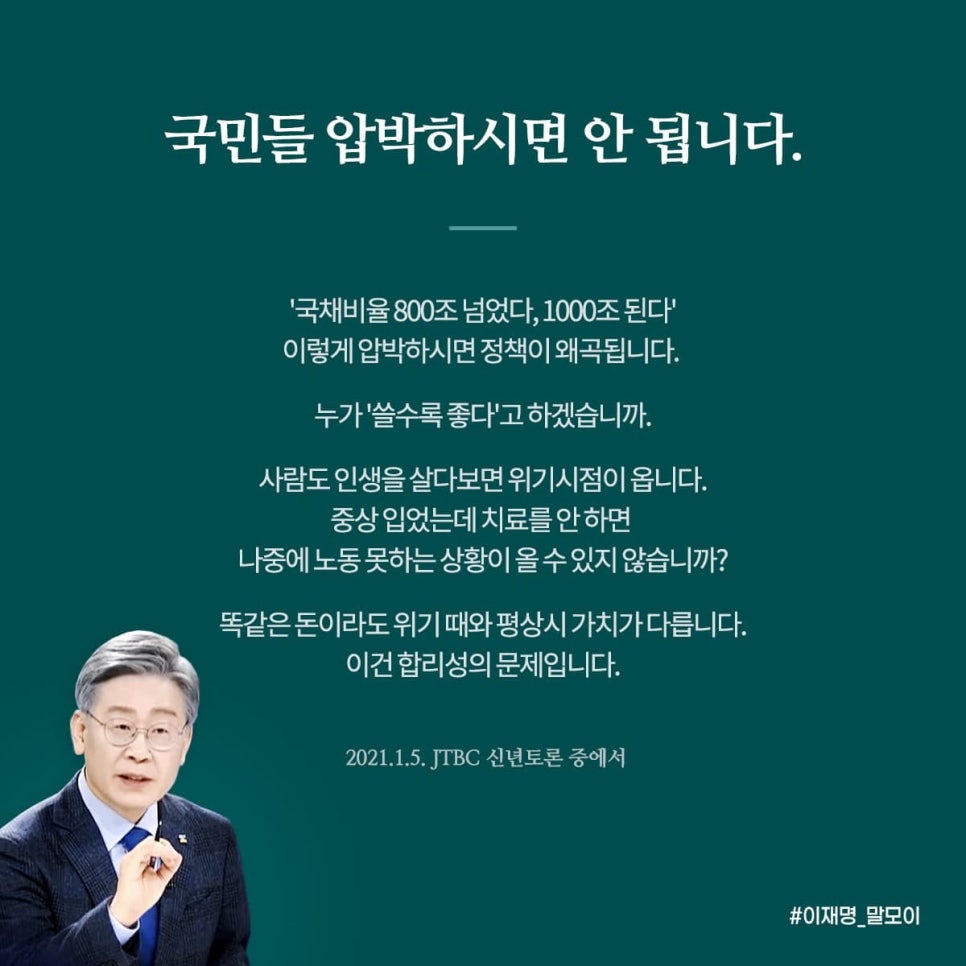 국민들 압박하시면 안 됩니다.
'국채비율 800조 넘었다, 1000조 된다'
이렇게 압박하시면 정책이 왜곡됩니다.
누가 '쓸수록 좋다'고 하겠습니까.
사람도 인생을 살다보면 위기시점이 옵니다.
중상 입었는데 치료를 안 하면
나중에 노동 못하는 상황이 올 수 있지 않습니까?
똑같은 돈이라도 위기 때와 평상시 가치가 다릅니다.
이건 합리성의 문제입니다.
2021.1.5. JTBC 신년토론 중에서
#이재명_말모이